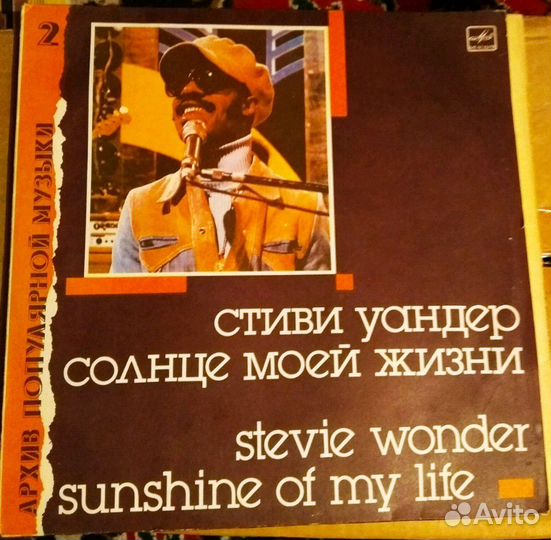 2
АРХИВ ПОПУЛЯРНОЙ МУЗЫКИ
стиви уандер
солнце моей жизни
stevie wonder
sunshine of my life
Avito